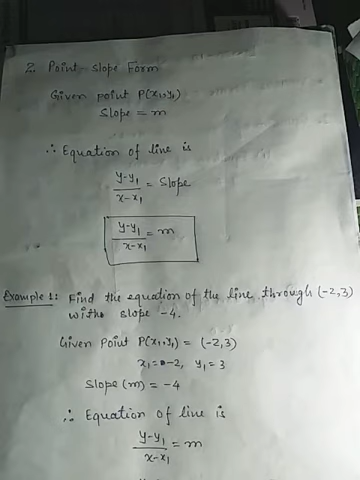 2. Point Slope Form
Given point P(x₁,y₁)
Slope = m
∴ Equation of line is
y-y₁/x-x₁ = Slope
y-y₁/x-x₁ = m
Example 1: Find the equation of the line through (-2,3)
with slope -4.
Given Point P(x₁,y₁) = (-2,3)
x₁ = -2, y₁ = 3
Slope (m) = -4
∴ Equation of line is
y-y₁/x-x₁ = m